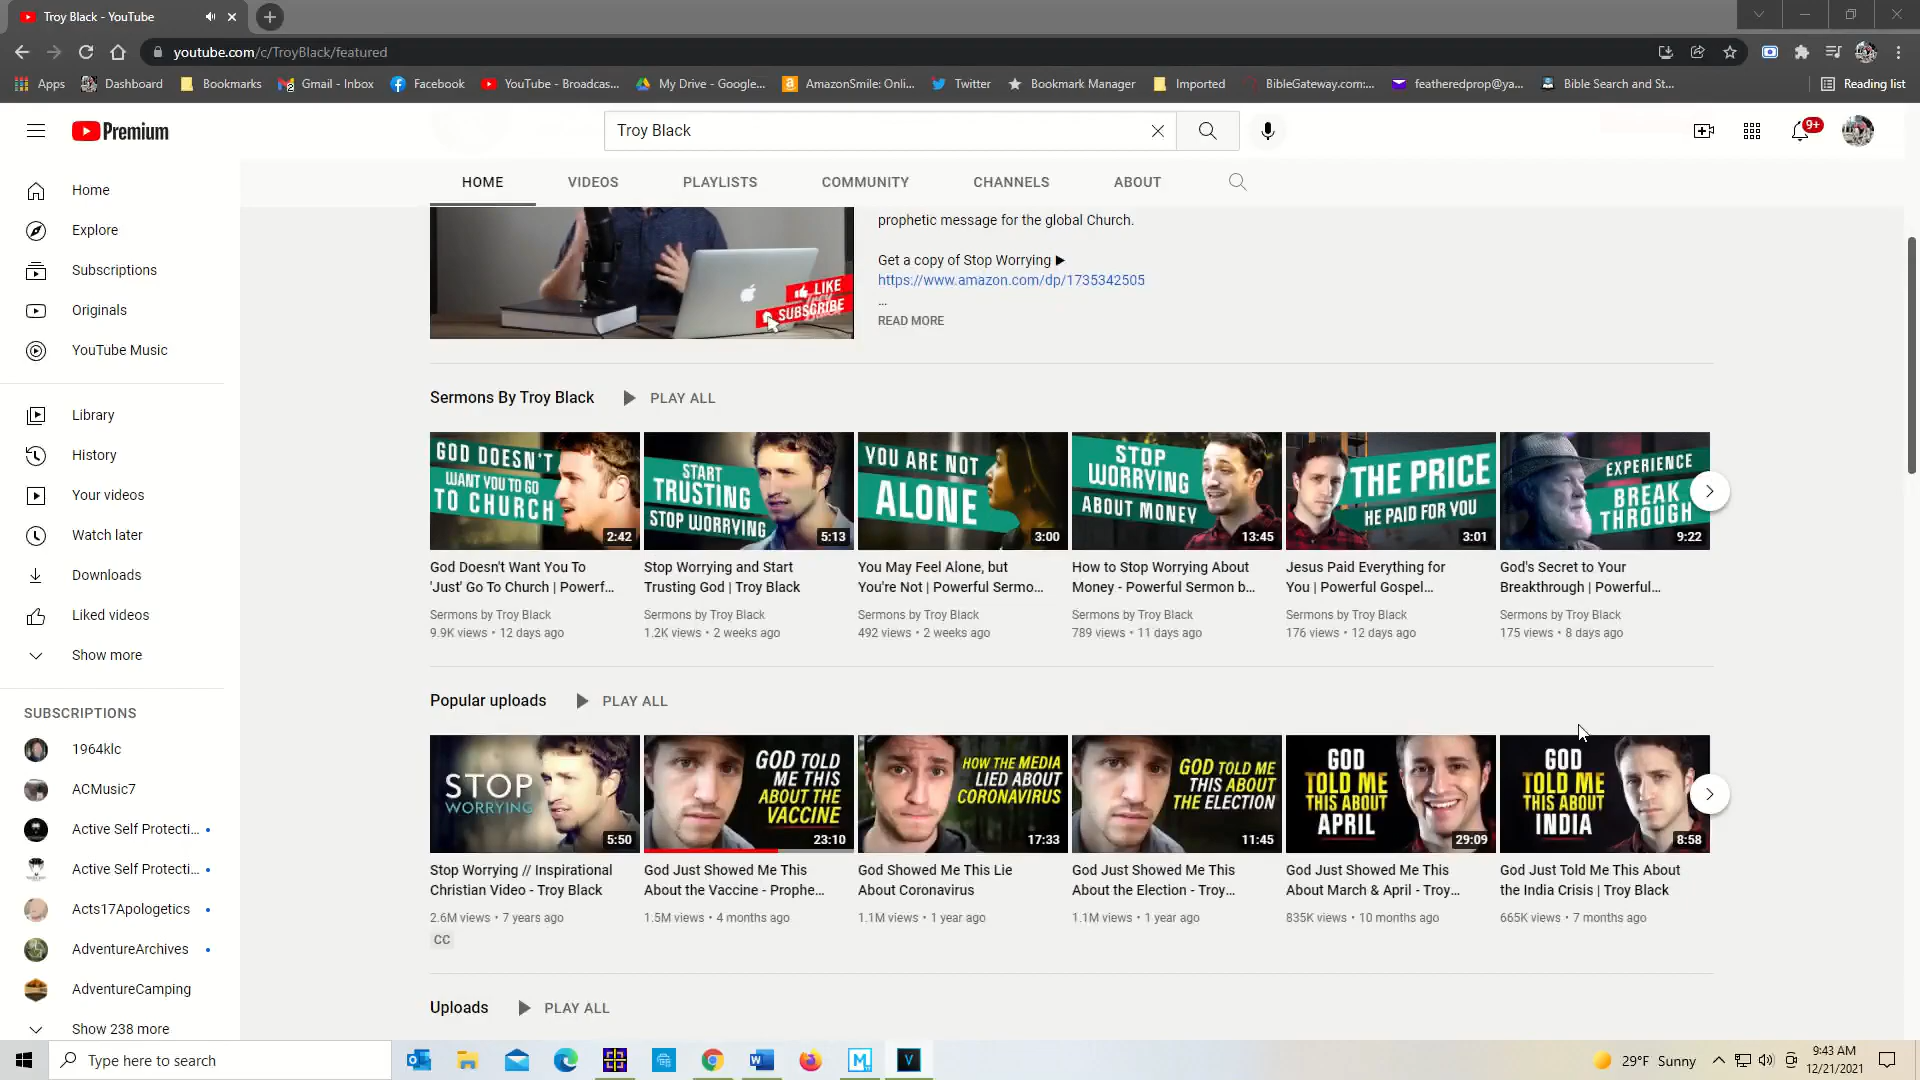 Troy Black - YouTube
youtube.com/c/TroyBlack/featured
Apps
Dashboard
Bookmarks
Gmail - Inbox
Facebook
YouTube - Broadcas...
My Drive - Google...
AmazonSmile: Onli...
Twitter
Bookmark Manager
Imported
BibleGateway.com:...
featheredprop@ya...
Bible Search and St...
Reading list
Premium
Troy Black
9+
HOME
VIDEOS
PLAYLISTS
COMMUNITY
CHANNELS
ABOUT
Home
Explore
Subscriptions
Originals
YouTube Music
Library
History
Your videos
Watch later
Downloads
Liked videos
Show more
SUBSCRIPTIONS
1964klc
ACMusic7
Active Self Protecti...
Active Self Protecti...
Acts17Apologetics
AdventureArchives
AdventureCamping
Show 238 more
LIKE
SUBSCRIBE
prophetic message for the global Church.
Get a copy of Stop Worrying ▶
https://www.amazon.com/dp/1735342505
...
READ MORE
Sermons By Troy Black
PLAY ALL
GOD DOESN'T
WANT YOU TO GO
TO CHURCH
2:42
God Doesn't Want You To
'Just' Go To Church | Powerf...
Sermons by Troy Black
9.9K views • 12 days ago
START
TRUSTING
STOP WORRYING
5:13
Stop Worrying and Start
Trusting God | Troy Black
Sermons by Troy Black
1.2K views • 2 weeks ago
YOU ARE NOT
ALONE
3:00
You May Feel Alone, but
You're Not | Powerful Sermo...
Sermons by Troy Black
492 views • 2 weeks ago
STOP
WORRYING
ABOUT MONEY
13:45
How to Stop Worrying About
Money - Powerful Sermon b...
Sermons by Troy Black
789 views • 11 days ago
THE PRICE
HE PAID FOR YOU
3:01
Jesus Paid Everything for
You | Powerful Gospel...
Sermons by Troy Black
176 views • 12 days ago
EXPERIENCE
BREAK
THROUGH
9:22
God's Secret to Your
Breakthrough | Powerful...
Sermons by Troy Black
175 views • 8 days ago
Popular uploads
PLAY ALL
STOP
WORRYING
5:50
Stop Worrying // Inspirational
Christian Video - Troy Black
2.6M views • 7 years ago
CC
GOD TOLD
ME THIS
ABOUT THE
VACCINE
23:10
God Just Showed Me This
About the Vaccine - Prophe...
1.5M views • 4 months ago
HOW THE MEDIA
LIED ABOUT
CORONAVIRUS
17:33
God Showed Me This Lie
About Coronavirus
1.1M views • 1 year ago
GOD TOLD ME
THIS ABOUT
THE ELECTION
11:45
God Just Showed Me This
About the Election - Troy...
1.1M views • 1 year ago
GOD
TOLD ME
THIS ABOUT
APRIL
29:09
God Just Showed Me This
About March & April - Troy...
835K views • 10 months ago
GOD
TOLD ME
THIS ABOUT
INDIA
8:58
God Just Told Me This About
the India Crisis | Troy Black
665K views • 7 months ago
Uploads
PLAY ALL
Type here to search
29°F Sunny
9:43 AM
12/21/2021